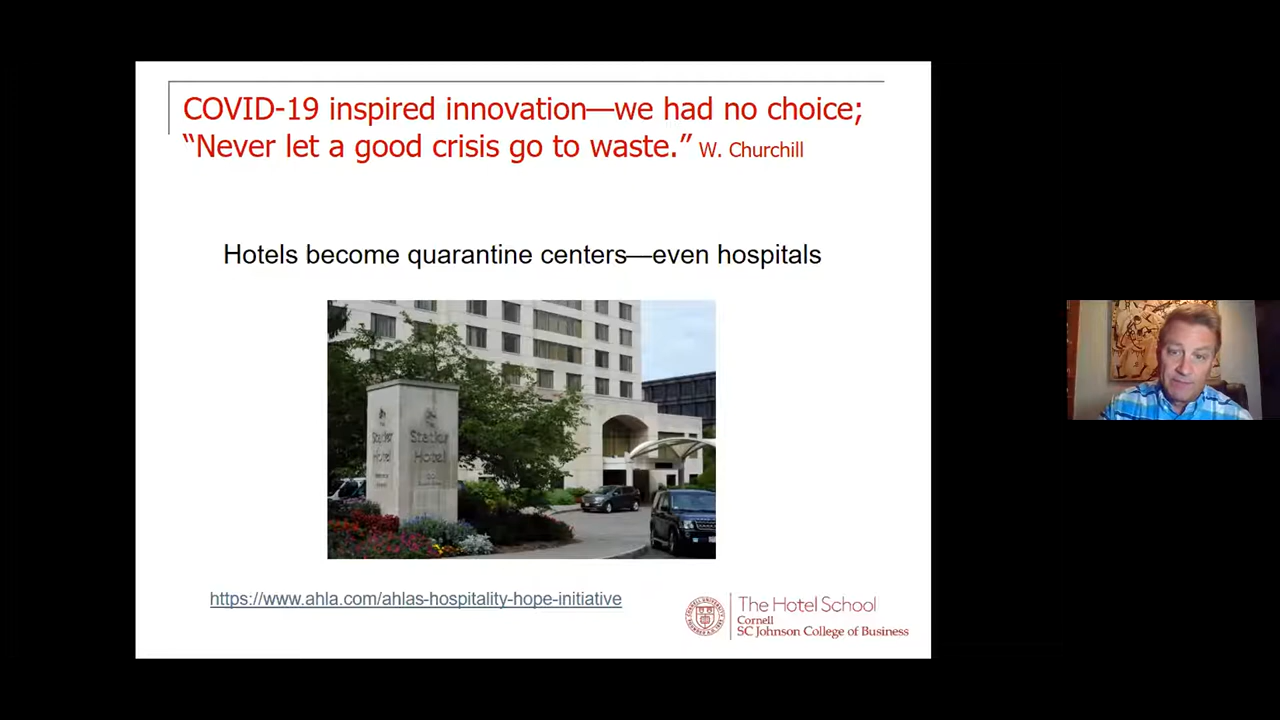 COVID-19 inspired innovation—we had no choice;
“Never let a good crisis go to waste.” W. Churchill
Hotels become quarantine centers—even hospitals
Statler
Hotel
Statler
Hotel
https://www.ahla.com/ahlas-hospitality-hope-initiative
The Hotel School
Cornell
SC Johnson College of Business